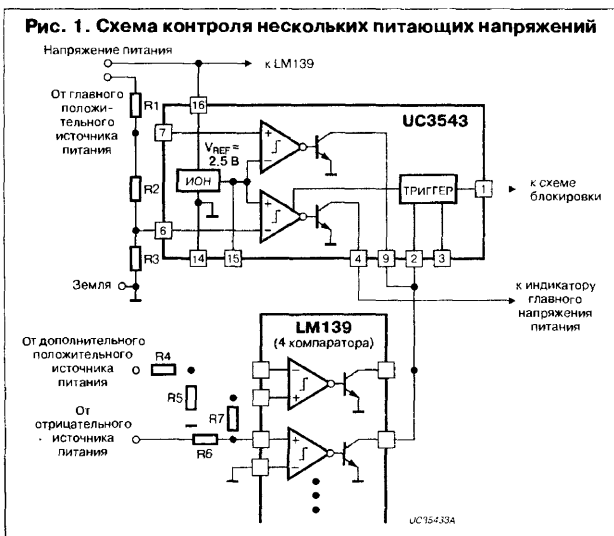 Рис. 1. Схема контроля нескольких питающих напряжений
Напряжение питания
к LM139
От главного
положи-
тельного
источника
питания
R1
16
UC3543
7
VREF =
2.5 В
ИОН
ТРИГГЕР
1
к схеме
блокировки
R2
6
R3
14
15
4
9
2
3
Земля
к индикатору
главного
напряжения
питания
LM139
(4 компаратора)
От дополнительного
положительного
источника
питания
R4
R5
R7
От
отрицательного
источника
питания
R6
UC35433A